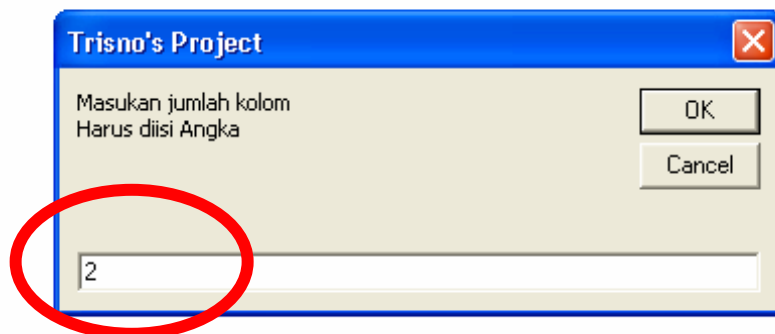 Trisno's Project
Masukan jumlah kolom
Harus diisi Angka
OK
Cancel
2